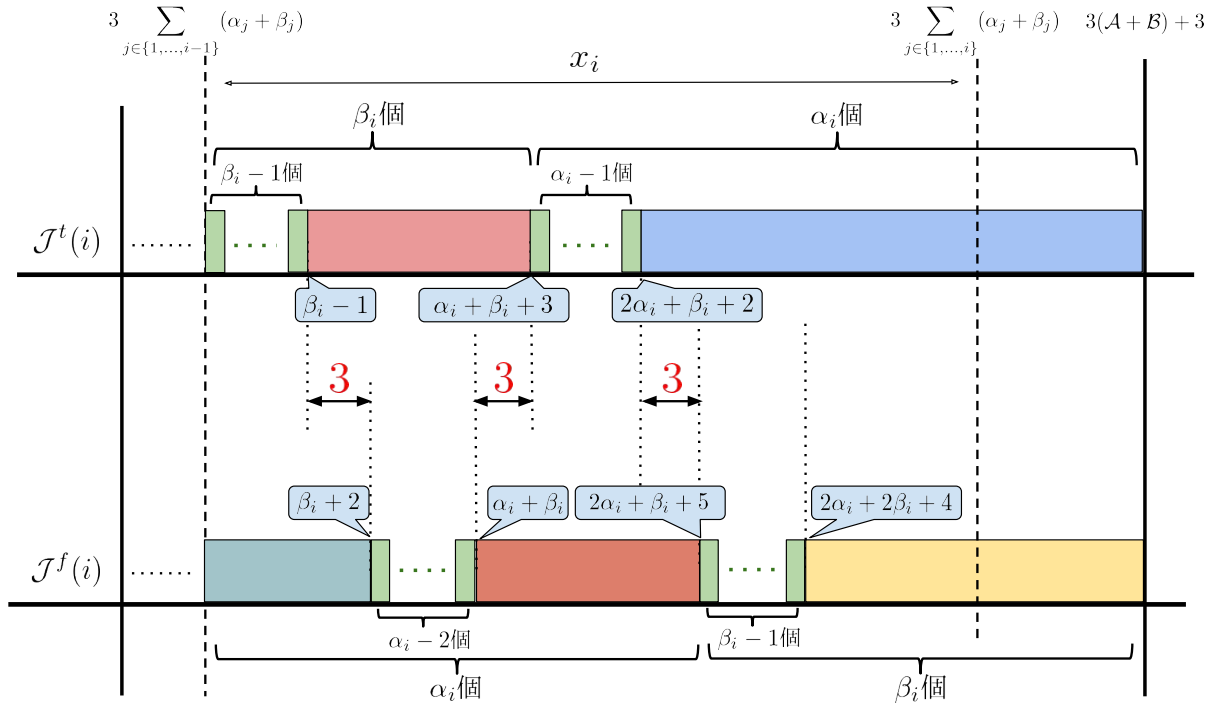 3 ∑ (α_j + β_j)
j∈{1,...,i−1}
3 ∑ (α_j + β_j)
j∈{1,...,i}
3(𝒜 + ℬ) + 3
x_i
β_i個
α_i個
β_i − 1個
α_i − 1個
𝒥^t(i)
β_i − 1
α_i + β_i + 3
2α_i + β_i + 2
3
3
3
β_i + 2
α_i + β_i
2α_i + β_i + 5
2α_i + 2β_i + 4
𝒥^f(i)
α_i − 2個
β_i − 1個
α_i個
β_i個